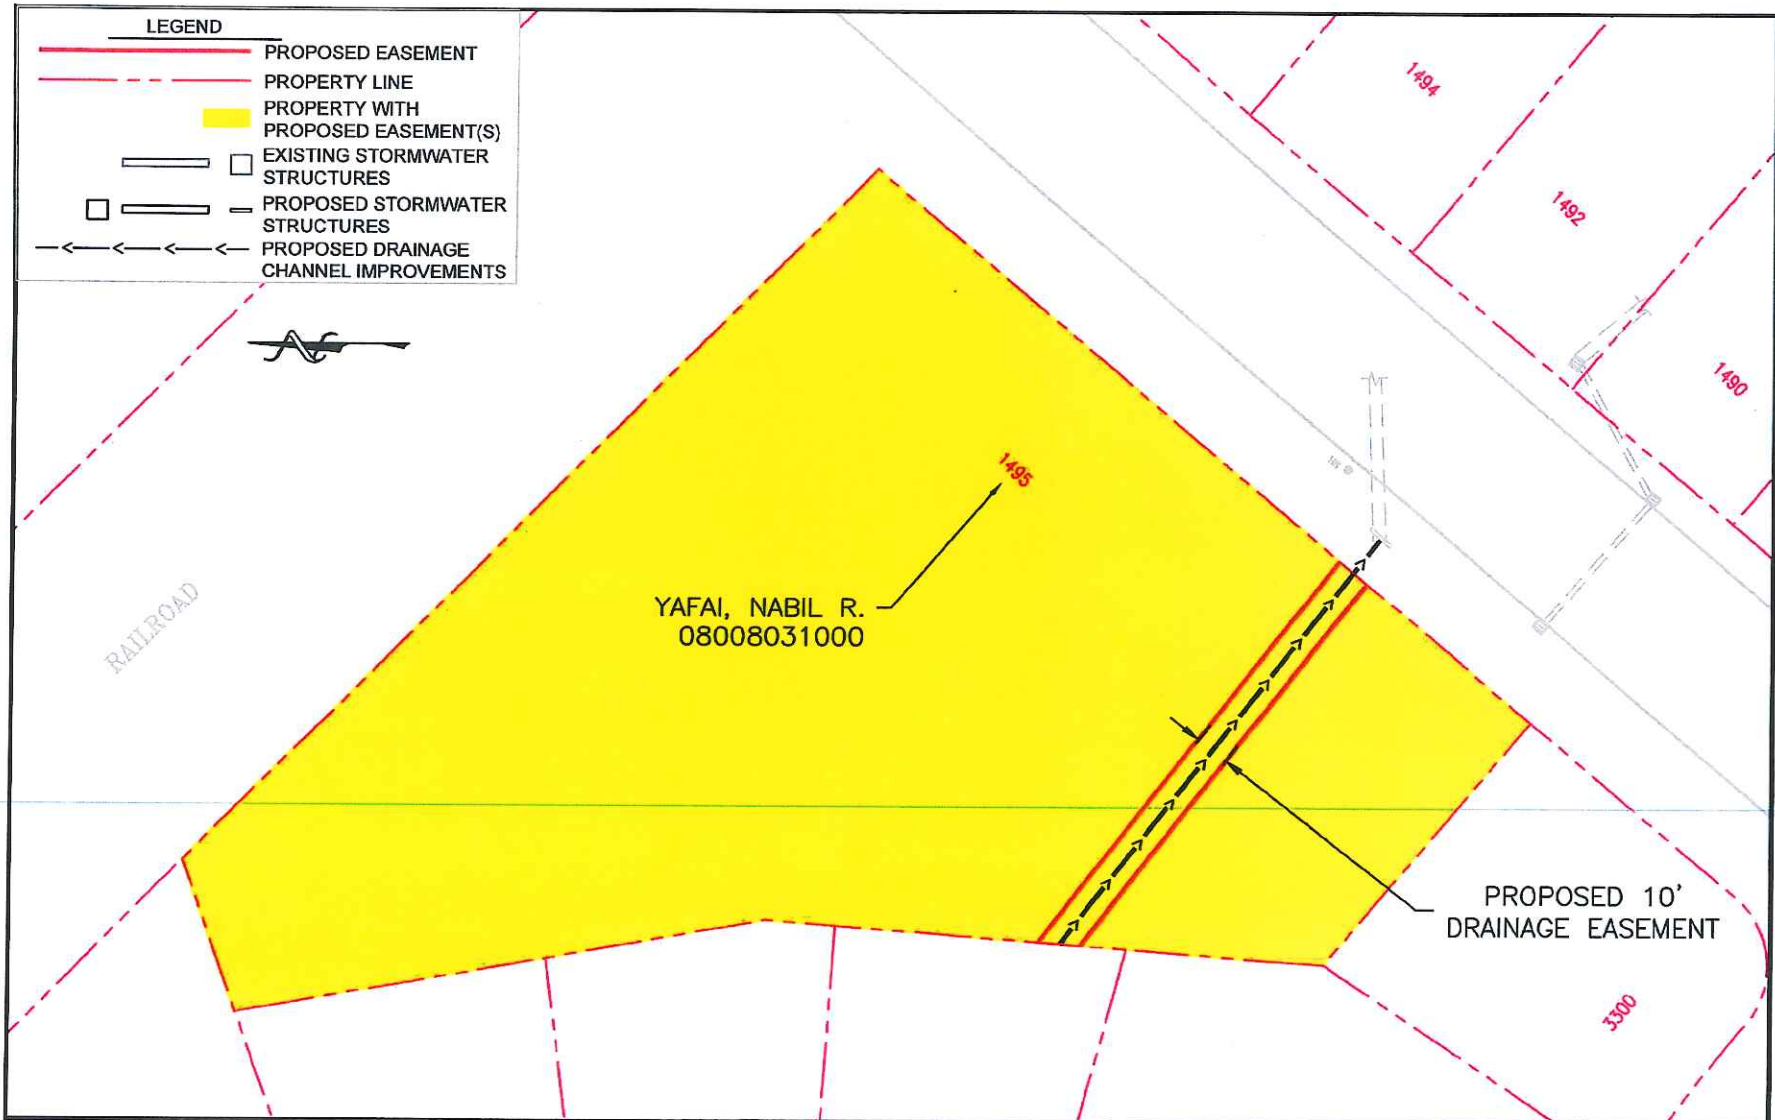 LEGEND
PROPOSED EASEMENT
PROPERTY LINE
PROPERTY WITH
PROPOSED EASEMENT(S)
EXISTING STORMWATER
STRUCTURES
PROPOSED STORMWATER
STRUCTURES
PROPOSED DRAINAGE
CHANNEL IMPROVEMENTS
N
1494
1492
1490
1495
YAFAI, NABIL R.
08008031000
RAILROAD
PROPOSED 10'
DRAINAGE EASEMENT
3300